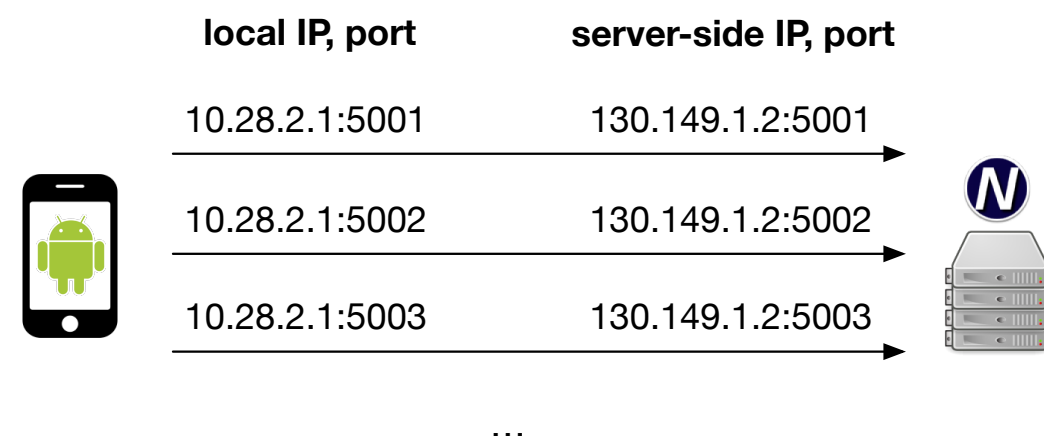 local IP, port server-side IP, port
10.28.2.1:5001 130.149.1.2:5001
N
10.28.2.1:5002 130.149.1.2:5002
10.28.2.1:5003 130.149.1.2:5003
...